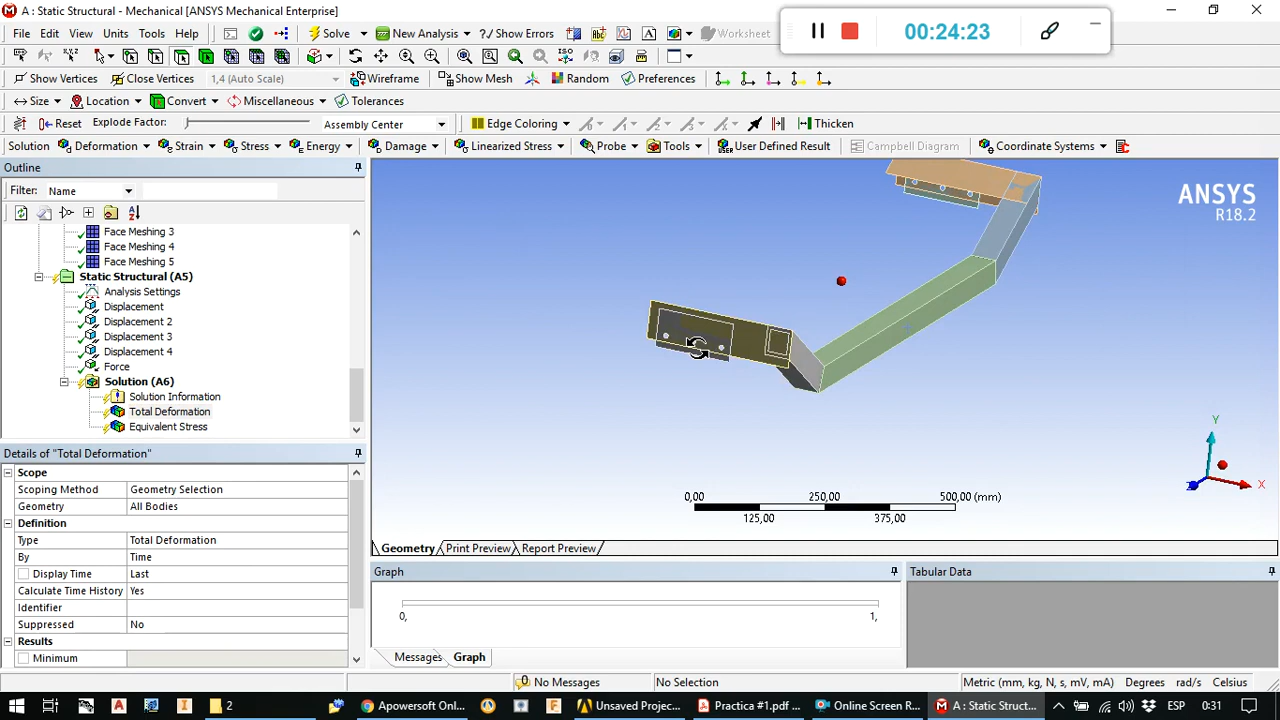 A : Static Structural - Mechanical [ANSYS Mechanical Enterprise]
00:24:23
File Edit View Units Tools Help Solve New Analysis ?/ Show Errors Worksheet
Show Vertices Close Vertices 1,4 (Auto Scale) Wireframe Show Mesh Random Preferences
Size Location Convert Miscellaneous Tolerances
Reset Explode Factor: Assembly Center Edge Coloring Thicken
Solution Deformation Strain Stress Energy Damage Linearized Stress Probe Tools User Defined Result Campbell Diagram Coordinate Systems
Outline
Filter: Name
Face Meshing 3
Face Meshing 4
Face Meshing 5
Static Structural (A5)
Analysis Settings
Displacement
Displacement 2
Displacement 3
Displacement 4
Force
Solution (A6)
Solution Information
Total Deformation
Equivalent Stress
Details of "Total Deformation"
Scope
Scoping Method Geometry Selection
Geometry All Bodies
Definition
Type Total Deformation
By Time
Display Time Last
Calculate Time History Yes
Identifier
Suppressed No
Results
Minimum
ANSYS
R18.2
Y
X
Z
0,00 250,00 500,00 (mm)
125,00 375,00
Geometry Print Preview Report Preview
Graph
0, 1,
Messages Graph
Tabular Data
0 No Messages No Selection Metric (mm, kg, N, s, mV, mA) Degrees rad/s Celsius
2 Apowersoft Onl... Unsaved Projec... Practica #1.pdf ... Online Screen R... A : Static Struct... ESP 0:31